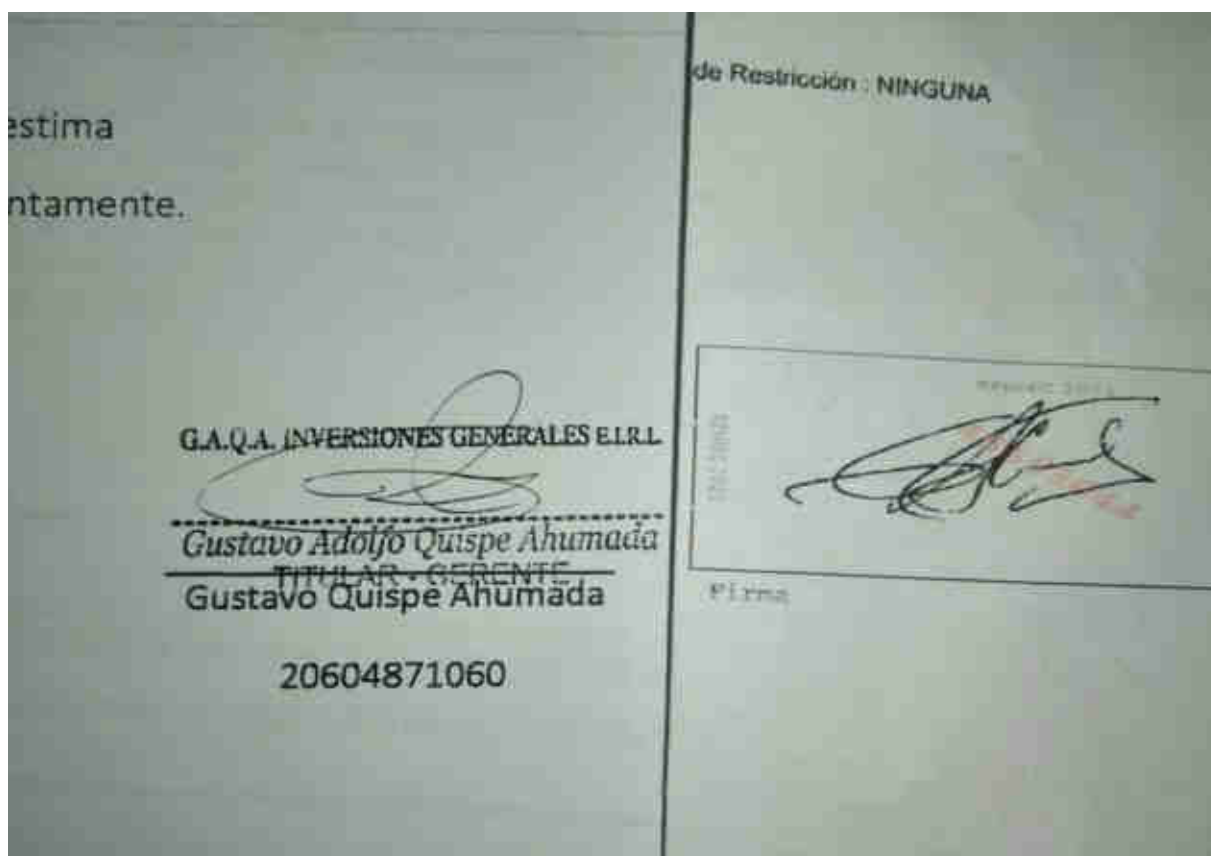 estima
ntamente.
G.A.Q.A. INVERSIONES GENERALES E.I.R.L.
Gustavo Adolfo Quispe Ahumada
TITULAR - GERENTE
Gustavo Quispe Ahumada
20604871060
de Restricción : NINGUNA
Firma